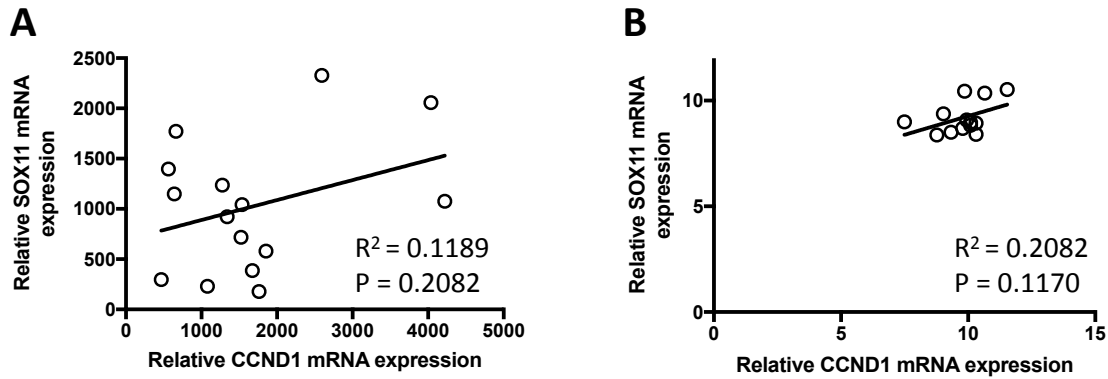 A
Relative SOX11 mRNA
expression
2500
2000
1500
1000
500
0
R² = 0.1189
P = 0.2082
0 1000 2000 3000 4000 5000
Relative CCND1 mRNA expression
B
Relative SOX11 mRNA
expression
10
5
0
R² = 0.2082
P = 0.1170
0 5 10 15
Relative CCND1 mRNA expression